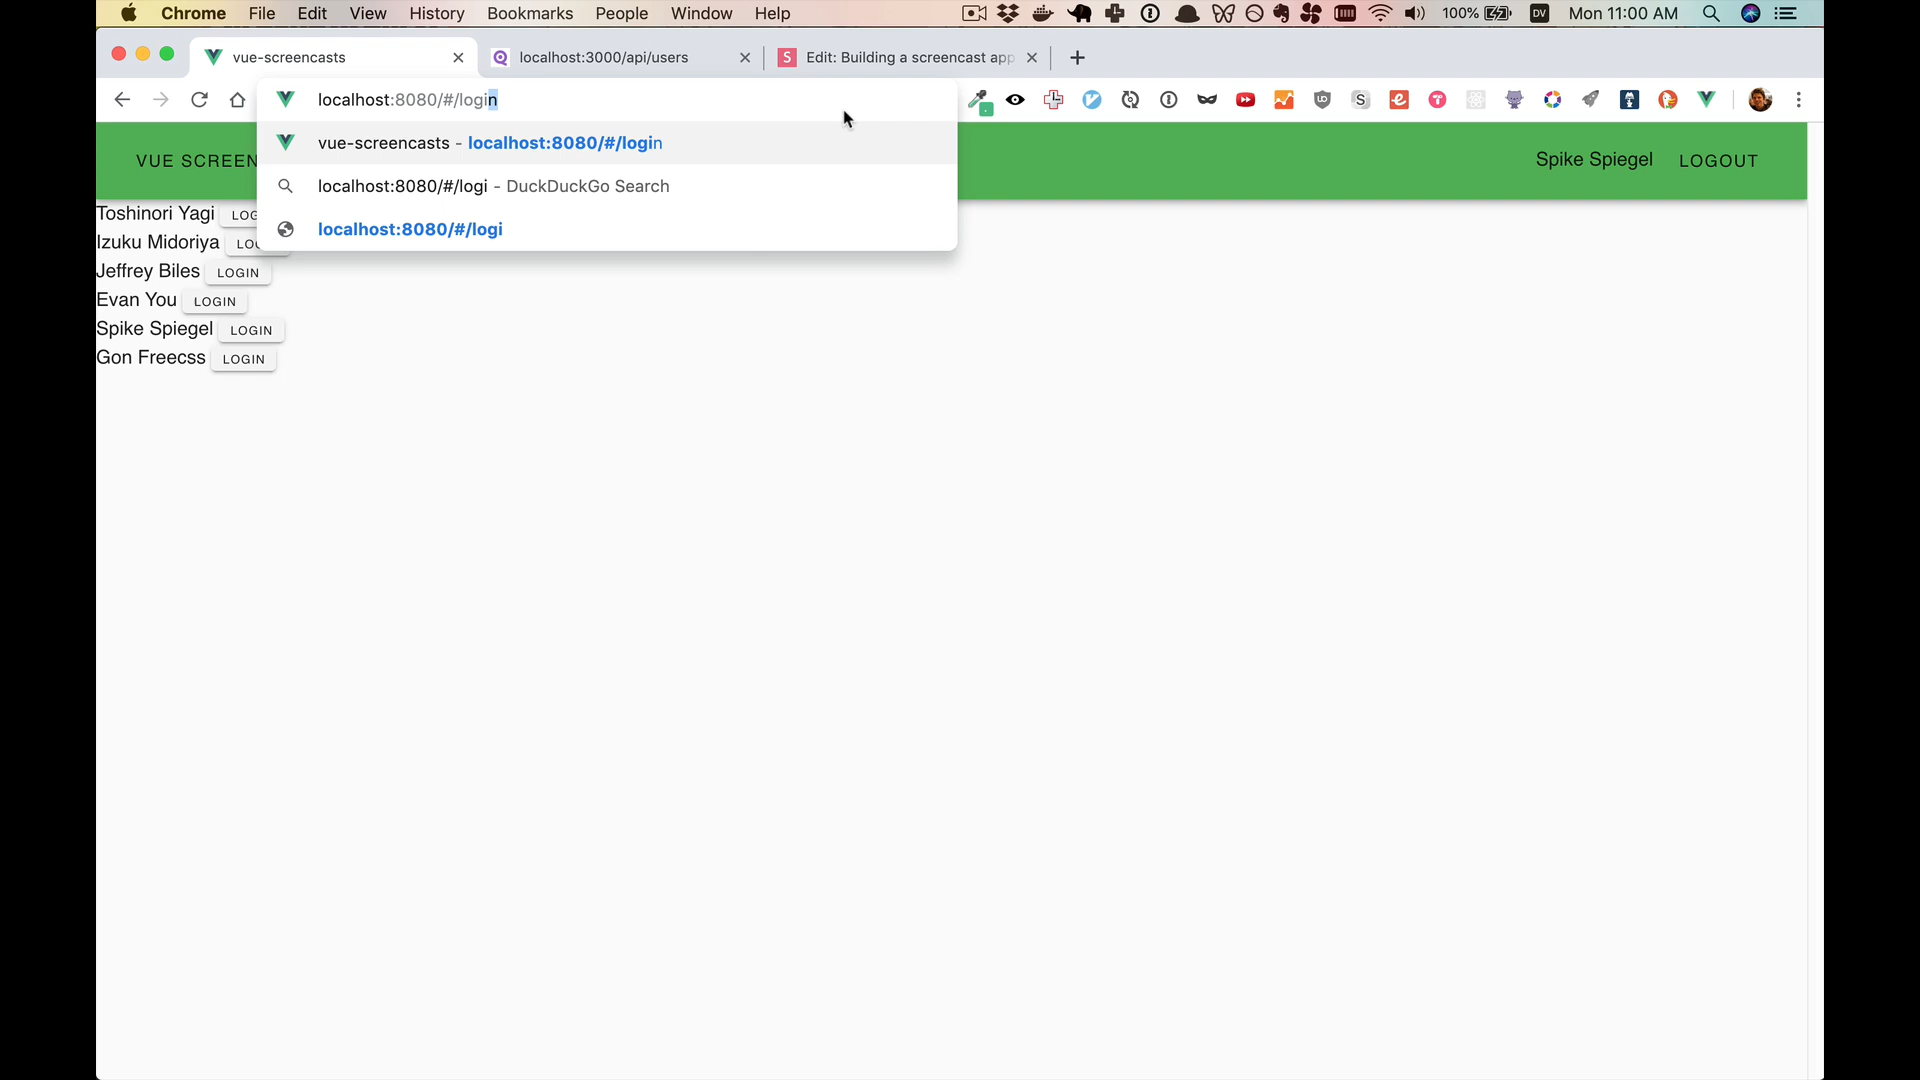 Chrome File Edit View History Bookmarks People Window Help 100% DV Mon 11:00 AM
vue-screencasts localhost:3000/api/users Edit: Building a screencast app
localhost:8080/#/login
vue-screencasts - localhost:8080/#/login
localhost:8080/#/logi - DuckDuckGo Search
localhost:8080/#/logi
VUE SCREEN Spike Spiegel LOGOUT
Toshinori Yagi LOG
Izuku Midoriya LO
Jeffrey Biles LOGIN
Evan You LOGIN
Spike Spiegel LOGIN
Gon Freecss LOGIN